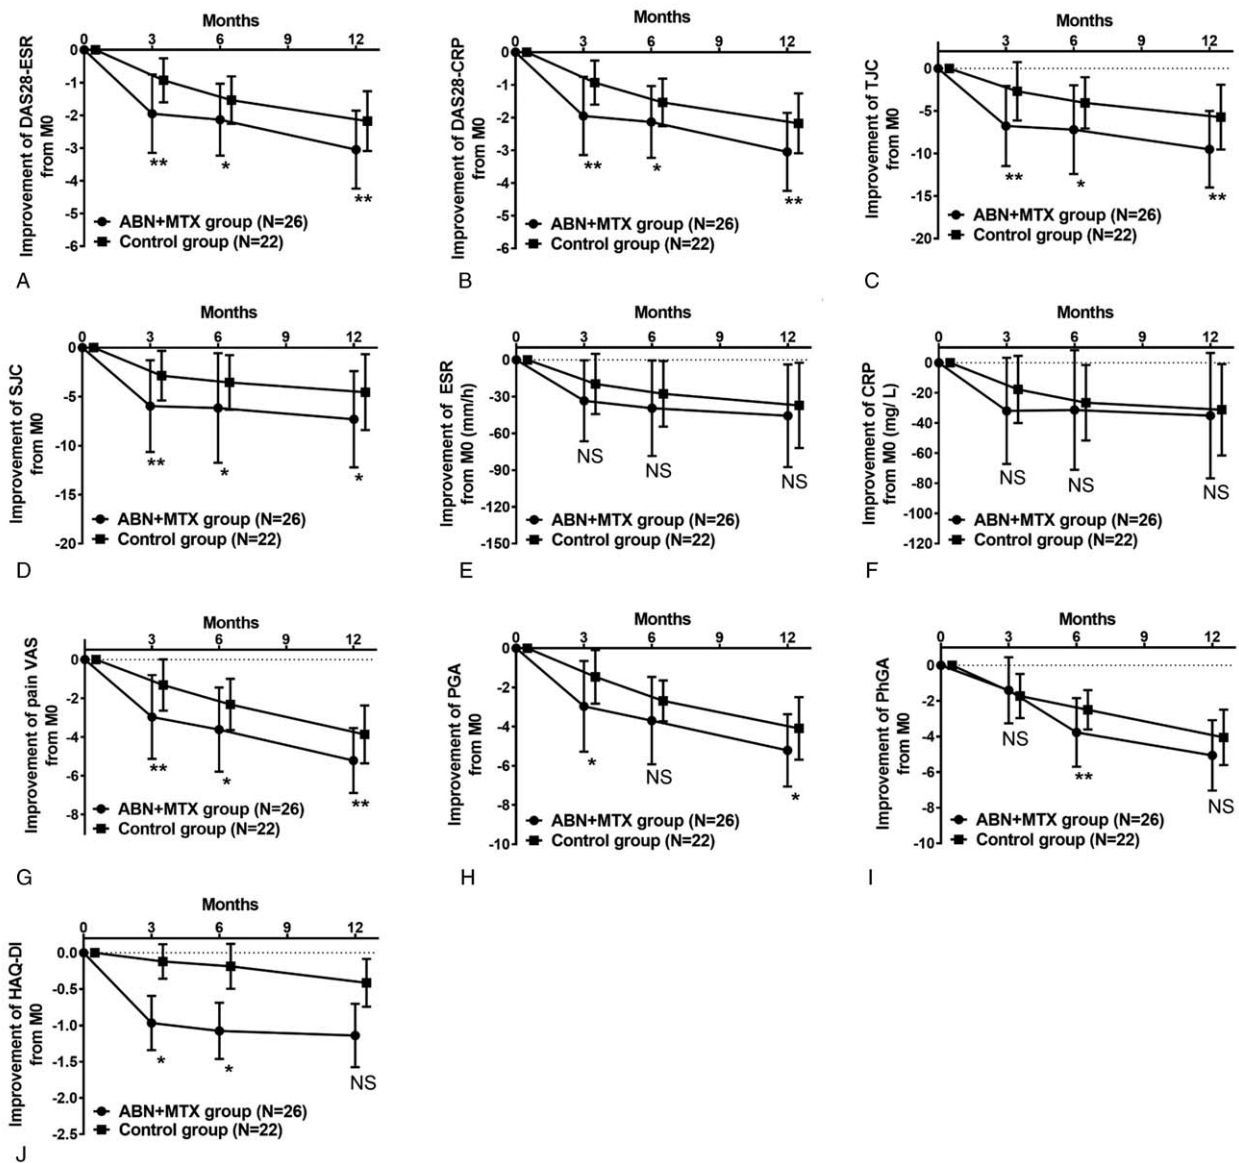 Months
0 3 6 9 12
Improvement of DAS28-ESR
from M0
0
-1
-2
-3
-4
-5
-6
** * **
ABN+MTX group (N=26)
Control group (N=22)
A
Months
0 3 6 9 12
Improvement of DAS28-CRP
from M0
0
-1
-2
-3
-4
-5
-6
** * **
ABN+MTX group (N=26)
Control group (N=22)
B
Months
3 6 9 12
Improvement of TJC
from M0
0
-5
-10
-15
-20
** * **
ABN+MTX group (N=26)
Control group (N=22)
C
Months
0 3 6 9 12
Improvement of SJC
from M0
0
-5
-10
-15
-20
** * *
ABN+MTX group (N=26)
Control group (N=22)
D
Months
0 3 6 9 12
Improvement of ESR
from M0 (mm/h)
0
-30
-60
-90
-120
-150
NS NS NS
ABN+MTX group (N=26)
Control group (N=22)
E
Months
0 3 6 9 12
Improvement of CRP
from M0 (mg/ L)
0
-20
-40
-60
-80
-100
-120
NS NS NS
ABN+MTX group (N=26)
Control group (N=22)
F
Months
3 6 9 12
Improvement of pain VAS
from M0
0
-2
-4
-6
-8
** * **
ABN+MTX group (N=26)
Control group (N=22)
G
Months
0 3 6 9 12
Improvement of PGA
from M0
0
-2
-4
-6
-8
-10
* NS *
ABN+MTX group (N=26)
Control group (N=22)
H
Months
0 3 6 9 12
Improvement of PhGA
from M0
0
-2
-4
-6
-8
-10
NS ** NS
ABN+MTX group (N=26)
Control group (N=22)
I
Months
0 3 6 9 12
Improvement of HAQ-DI
from M0
0.0
-0.5
-1.0
-1.5
-2.0
-2.5
* * NS
ABN+MTX group (N=26)
Control group (N=22)
J